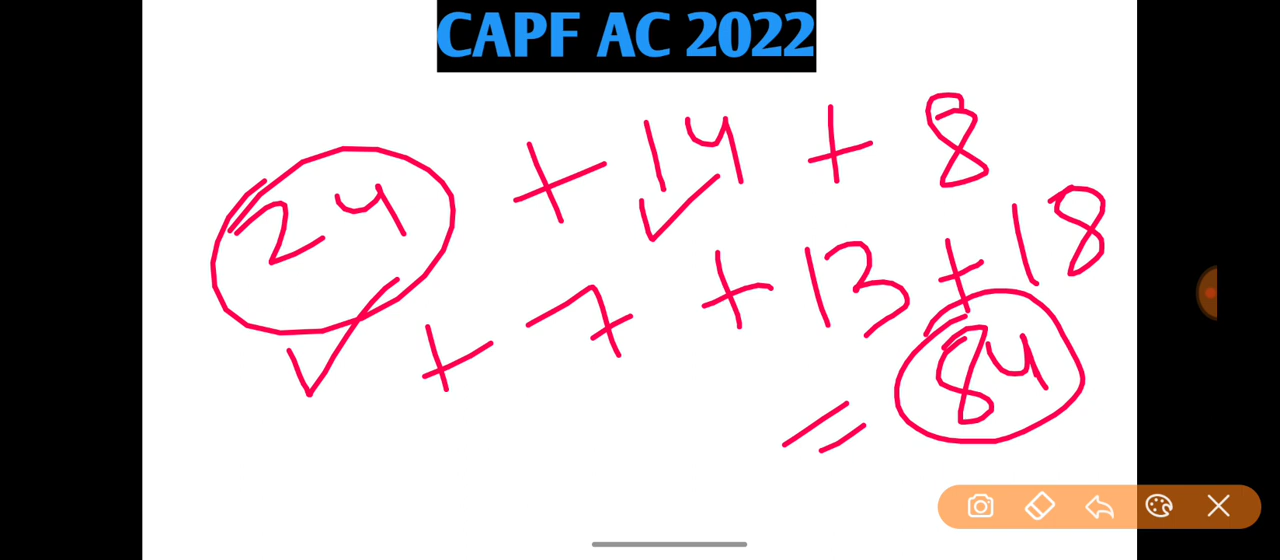 CAPF AC 2022
24 + 14 + 8
+ 7 + 13 + 18
= 84